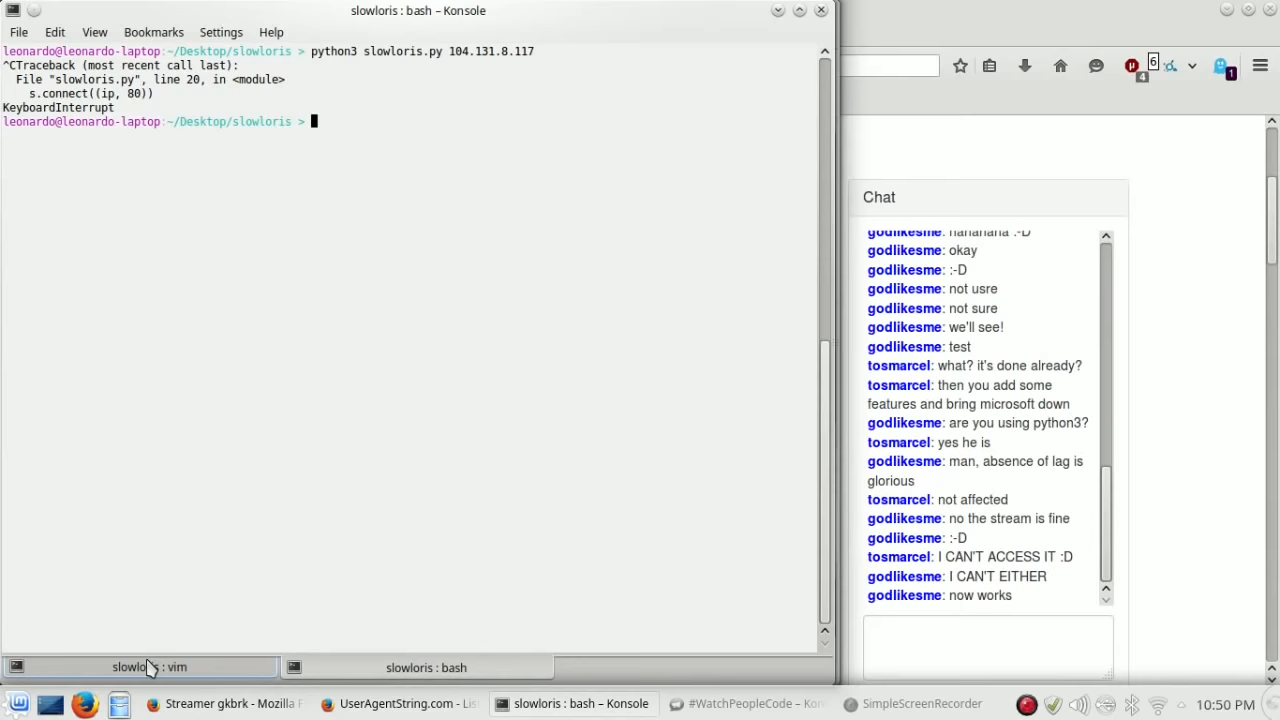 slowloris : bash – Konsole
File Edit View Bookmarks Settings Help
leonardo@leonardo-laptop:~/Desktop/slowloris > python3 slowloris.py 104.131.8.117
^CTraceback (most recent call last):
File "slowloris.py", line 20, in <module>
s.connect((ip, 80))
KeyboardInterrupt
leonardo@leonardo-laptop:~/Desktop/slowloris >
6
4
1
Chat
godlikesme: hahahaha :-D
godlikesme: okay
godlikesme: :-D
godlikesme: not usre
godlikesme: not sure
godlikesme: we'll see!
godlikesme: test
tosmarcel: what? it's done already?
tosmarcel: then you add some
features and bring microsoft down
godlikesme: are you using python3?
tosmarcel: yes he is
godlikesme: man, absence of lag is
glorious
tosmarcel: not affected
godlikesme: no the stream is fine
godlikesme: :-D
tosmarcel: I CAN'T ACCESS IT :D
godlikesme: I CAN'T EITHER
godlikesme: now works
slowloris : vim
slowloris : bash
Streamer gkbrk - Mozilla F
UserAgentString.com - Lis
slowloris : bash – Konsole
#WatchPeopleCode – Kon
SimpleScreenRecorder
10:50 PM